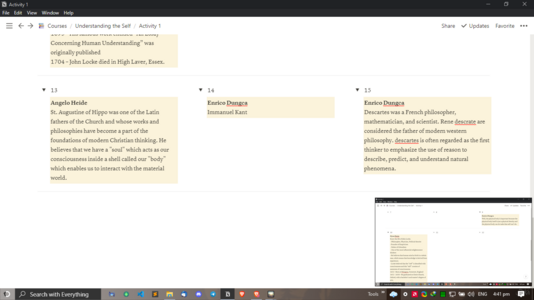 Activity 1
File Edit View Window Help
Courses / Understanding the Self / Activity 1
Share Updates Favorite
Concerning Human Understanding" was
originally published
1704 – John Locke died in High Laver, Essex.
13
Angelo Heide
St. Augustine of Hippo was one of the Latin
fathers of the Church and whose works and
philosophies have become a part of the
foundations of modern Christian thinking. He
believes that we have a "soul" which acts as our
consciousness inside a shell called our "body"
which enables us to interact with the material
world.
14
Enrico Dungca
Immanuel Kant
15
Enrico Dungca
Descartes was a French philosopher,
mathematician, and scientist. Rene descrate are
considered the father of modern western
philosophy. descartes is often regarded as the first
thinker to emphasize the use of reason to
describe, predict, and understand natural
phenomena.
Search with Everything
Tools
ENG
4:41 pm